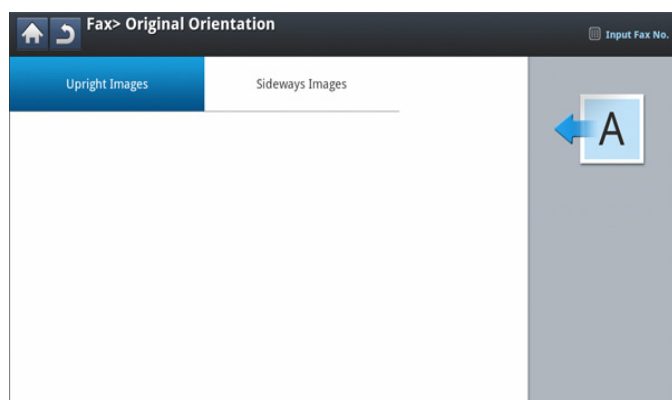 Fax> Original Orientation
Input Fax No.
Upright Images
Sideways Images
A